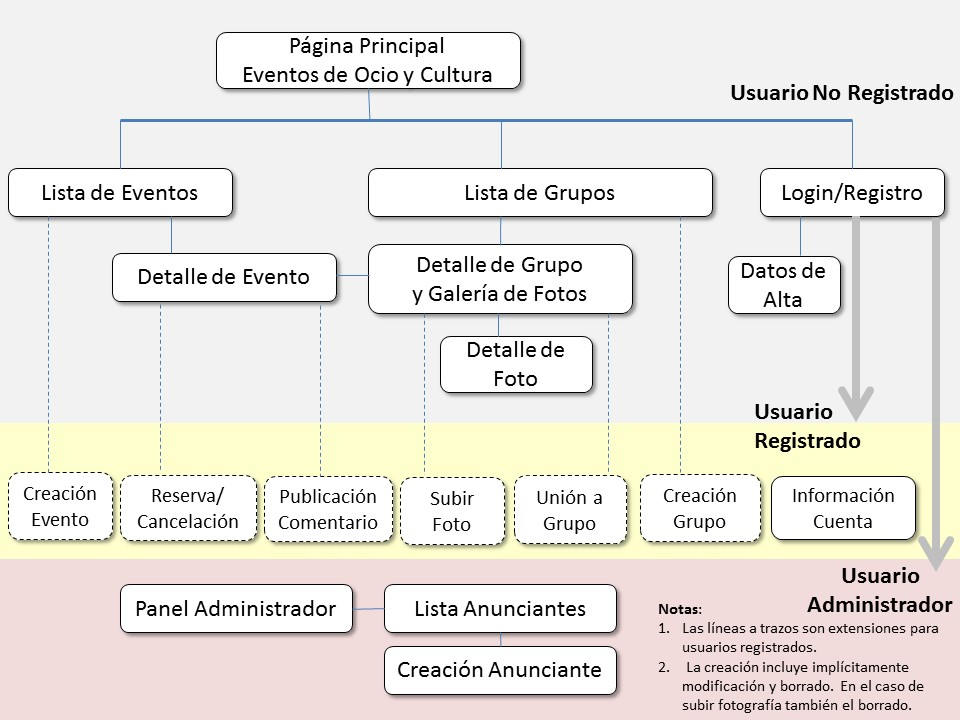 Página Principal
Eventos de Ocio y Cultura
Usuario No Registrado
Lista de Eventos
Lista de Grupos
Login/Registro
Detalle de Evento
Detalle de Grupo
y Galería de Fotos
Datos de
Alta
Detalle de
Foto
Usuario
Registrado
Creación
Evento
Reserva/
Cancelación
Publicación
Comentario
Subir
Foto
Unión a
Grupo
Creación
Grupo
Información
Cuenta
Usuario
Administrador
Panel Administrador
Lista Anunciantes
Creación Anunciante
Notas:
1. Las líneas a trazos son extensiones para
usuarios registrados.
2. La creación incluye implícitamente
modificación y borrado. En el caso de
subir fotografía también el borrado.